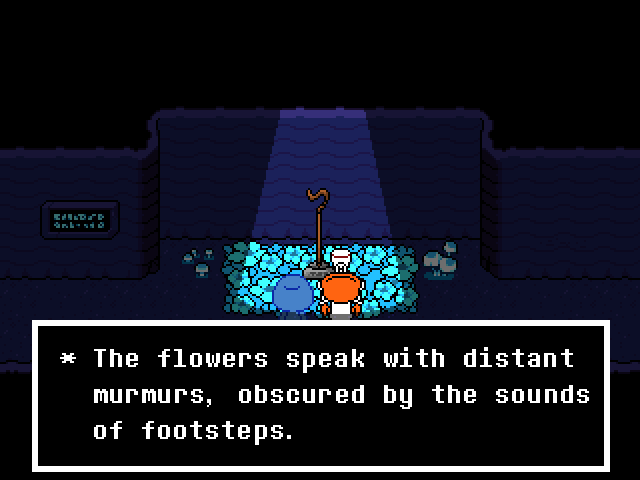 * The flowers speak with distant
murmurs, obscured by the sounds
of footsteps.